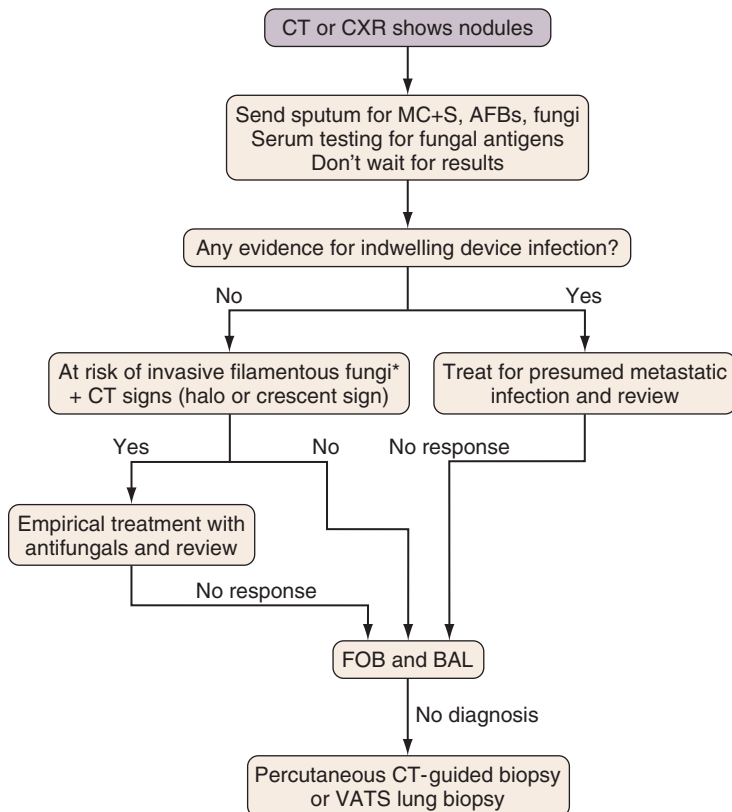 CT or CXR shows nodules
Send sputum for MC+S, AFBs, fungi
Serum testing for fungal antigens
Don't wait for results
Any evidence for indwelling device infection?
No
Yes
At risk of invasive filamentous fungi*
+ CT signs (halo or crescent sign)
Treat for presumed metastatic
infection and review
Yes
No
No response
Empirical treatment with
antifungals and review
No response
FOB and BAL
No diagnosis
Percutaneous CT-guided biopsy
or VATS lung biopsy